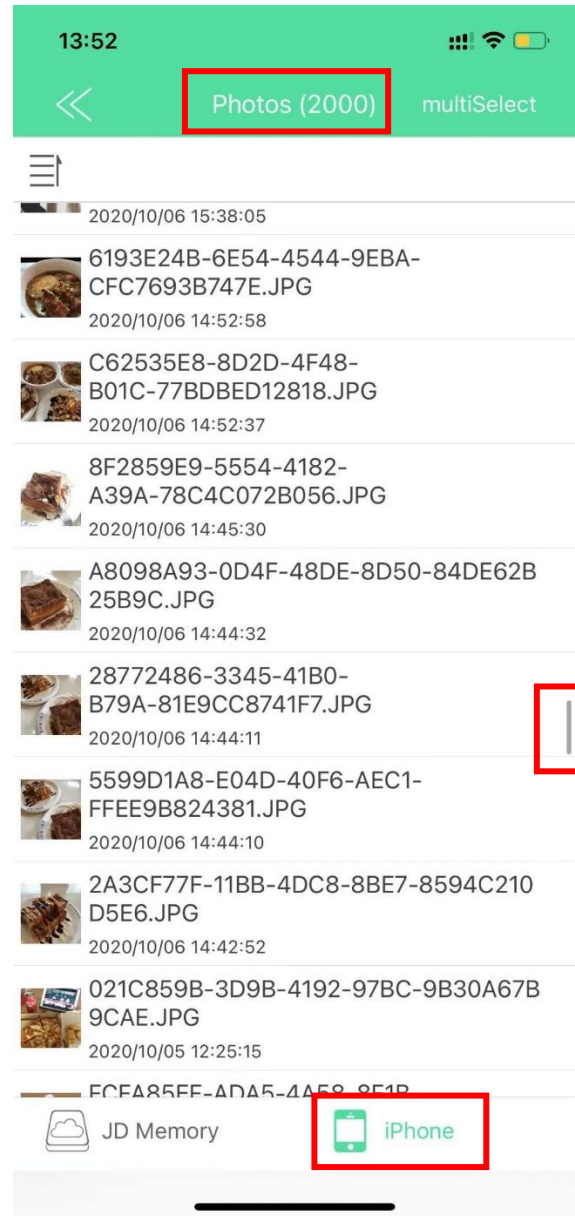 13:52
Photos (2000)
multiSelect
2020/10/06 15:38:05
6193E24B-6E54-4544-9EBA-
CFC7693B747E.JPG
2020/10/06 14:52:58
C62535E8-8D2D-4F48-
B01C-77BDBED12818.JPG
2020/10/06 14:52:37
8F2859E9-5554-4182-
A39A-78C4C072B056.JPG
2020/10/06 14:45:30
A8098A93-0D4F-48DE-8D50-84DE62B
25B9C.JPG
2020/10/06 14:44:32
28772486-3345-41B0-
B79A-81E9CC8741F7.JPG
2020/10/06 14:44:11
5599D1A8-E04D-40F6-AEC1-
FFEE9B824381.JPG
2020/10/06 14:44:10
2A3CF77F-11BB-4DC8-8BE7-8594C210
D5E6.JPG
2020/10/06 14:42:52
021C859B-3D9B-4192-97BC-9B30A67B
9CAE.JPG
2020/10/05 12:25:15
JD Memory
iPhone